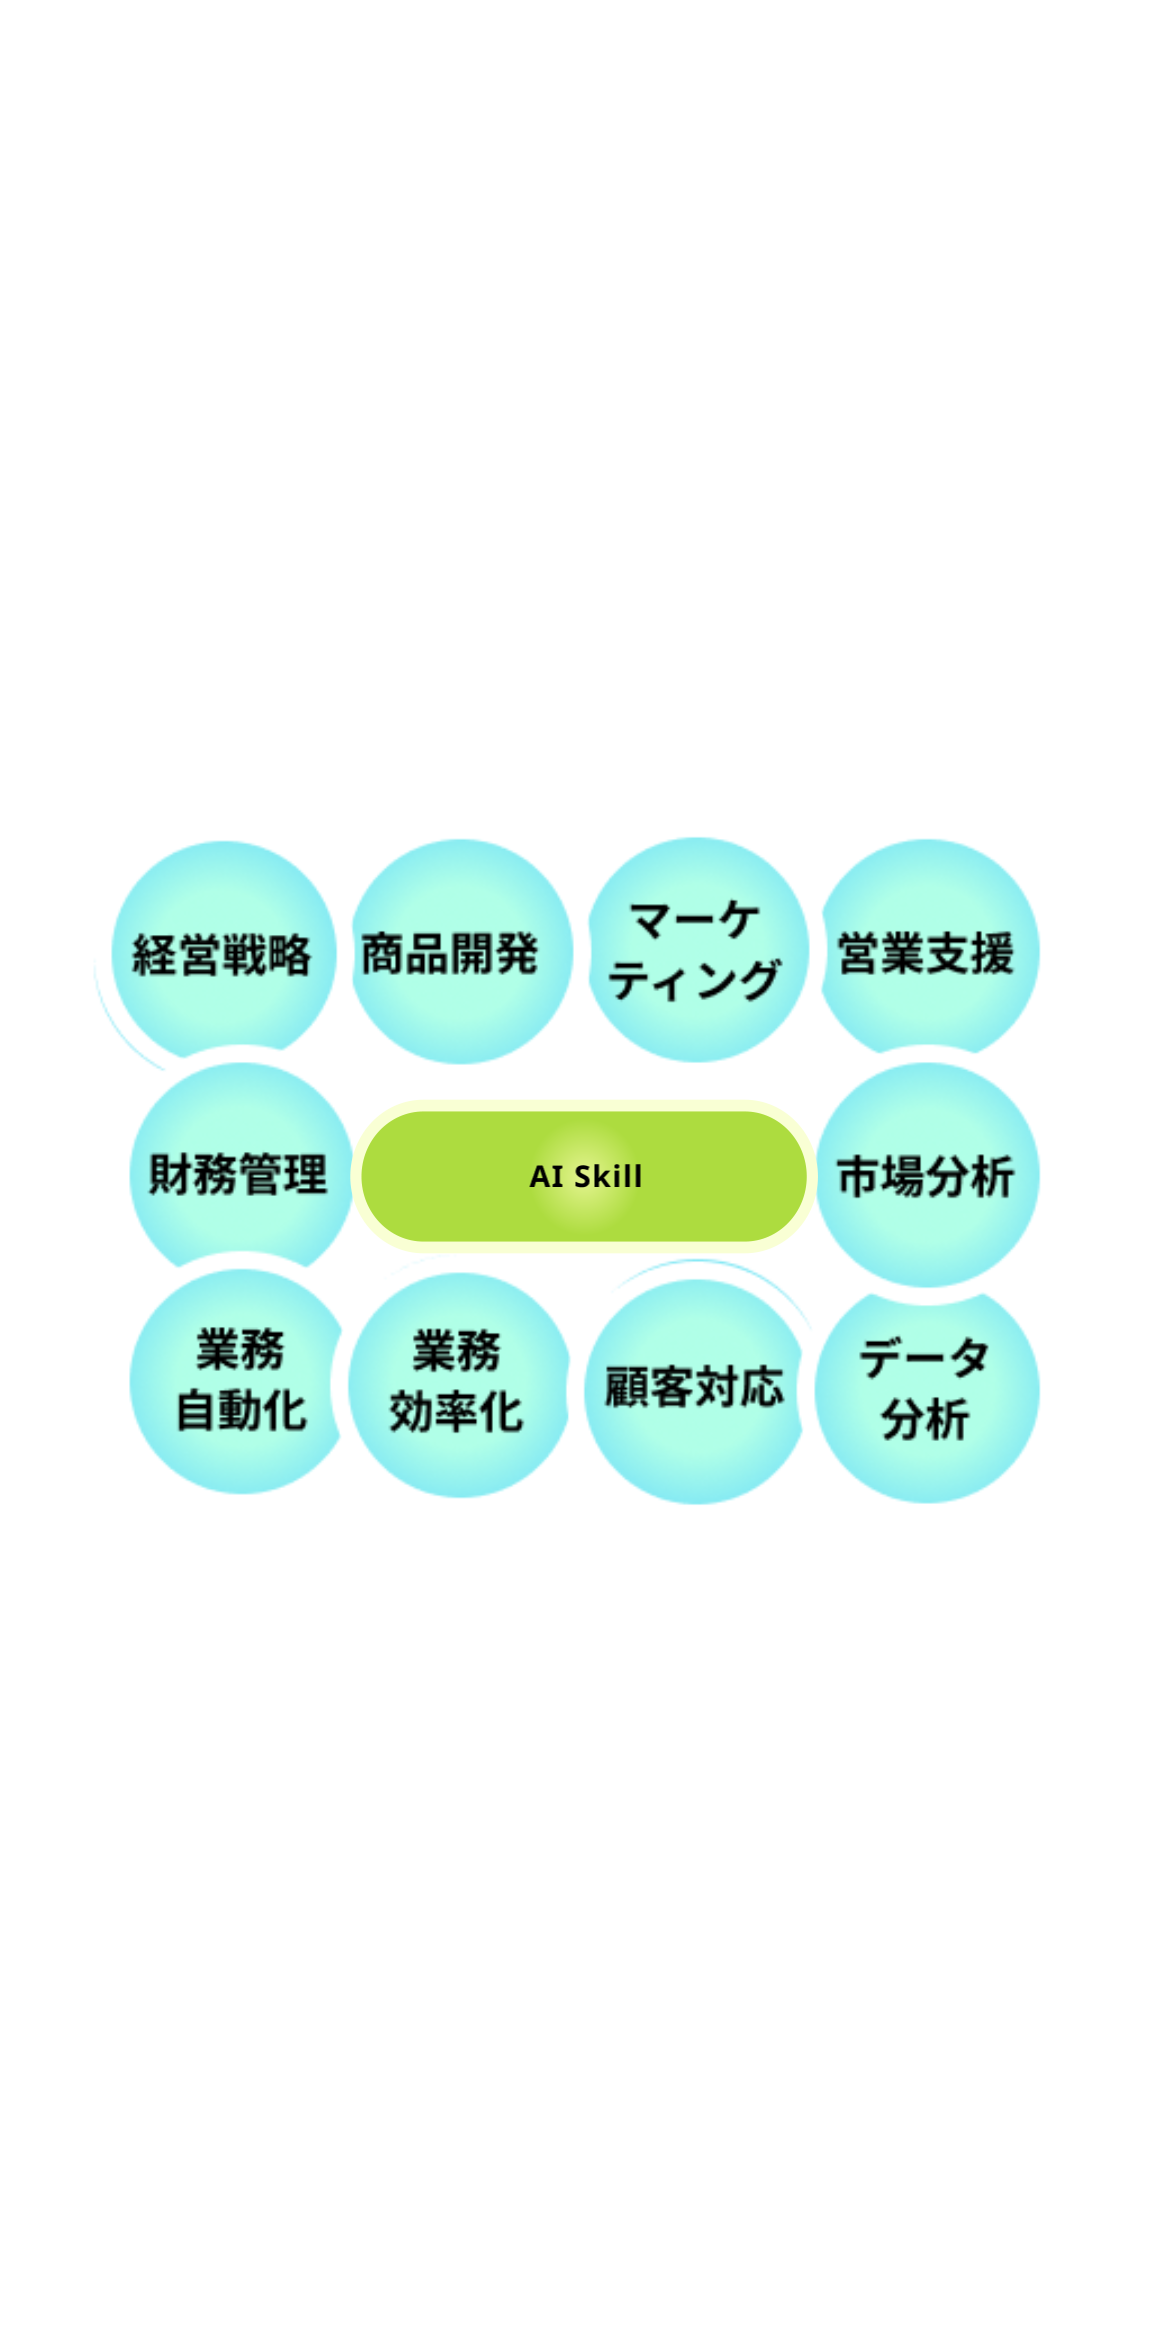 経営戦略
商品開発
マーケ
ティング
営業支援
財務管理
AI Skill
市場分析
業務
自動化
業務
効率化
顧客対応
データ
分析